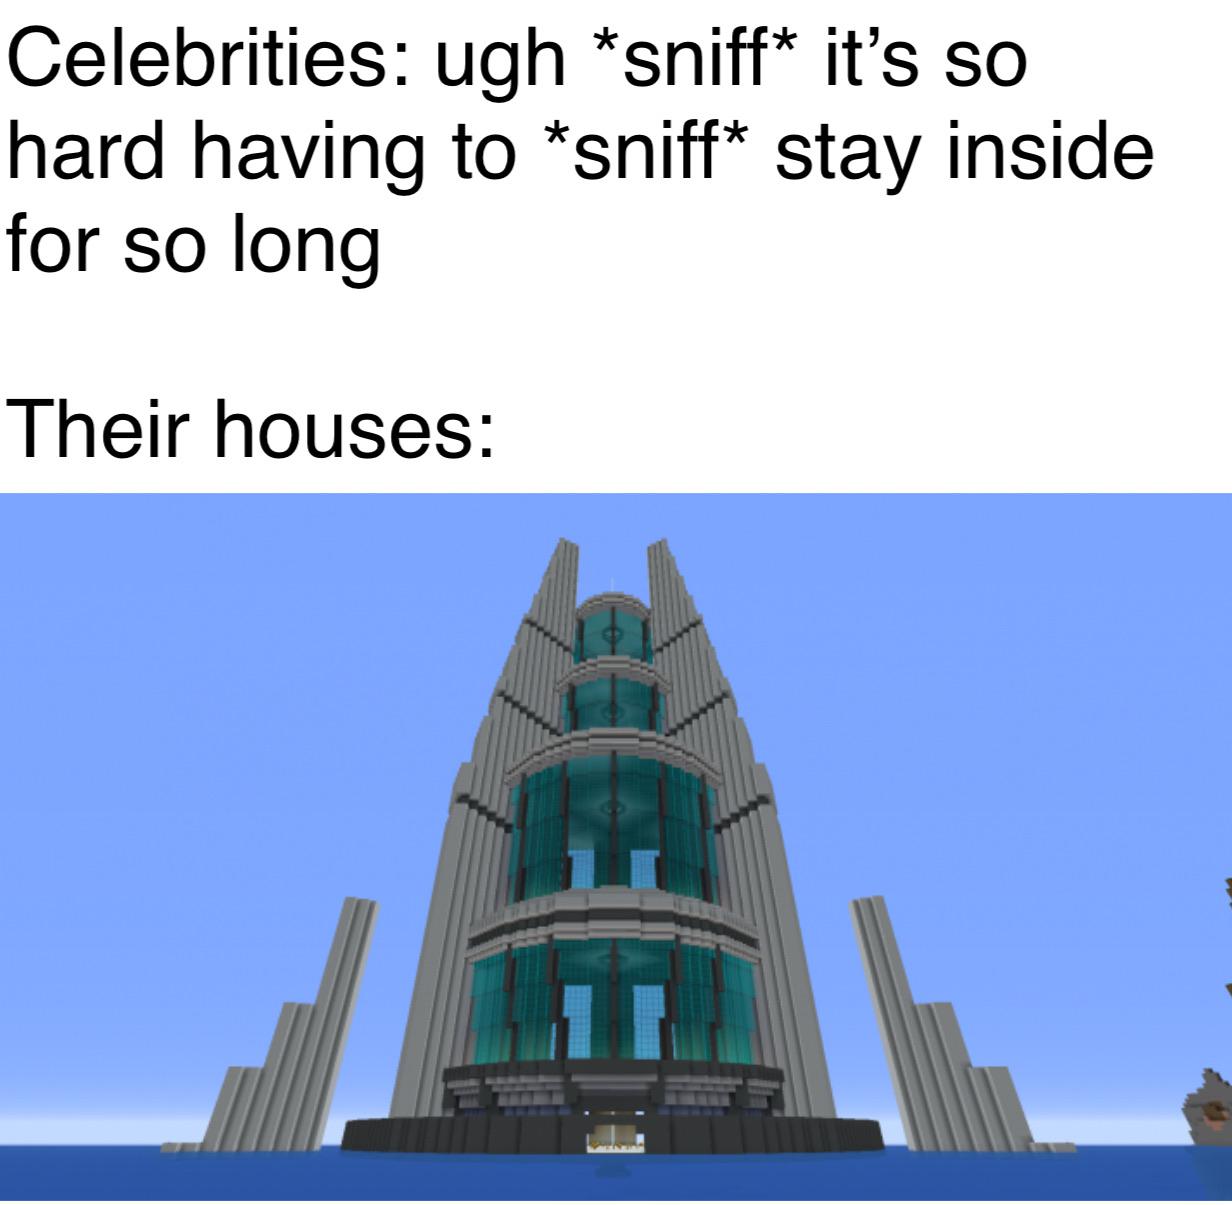 Celebrities: ugh *sniff* it’s so
hard having to *sniff* stay inside
for so long
Their houses: